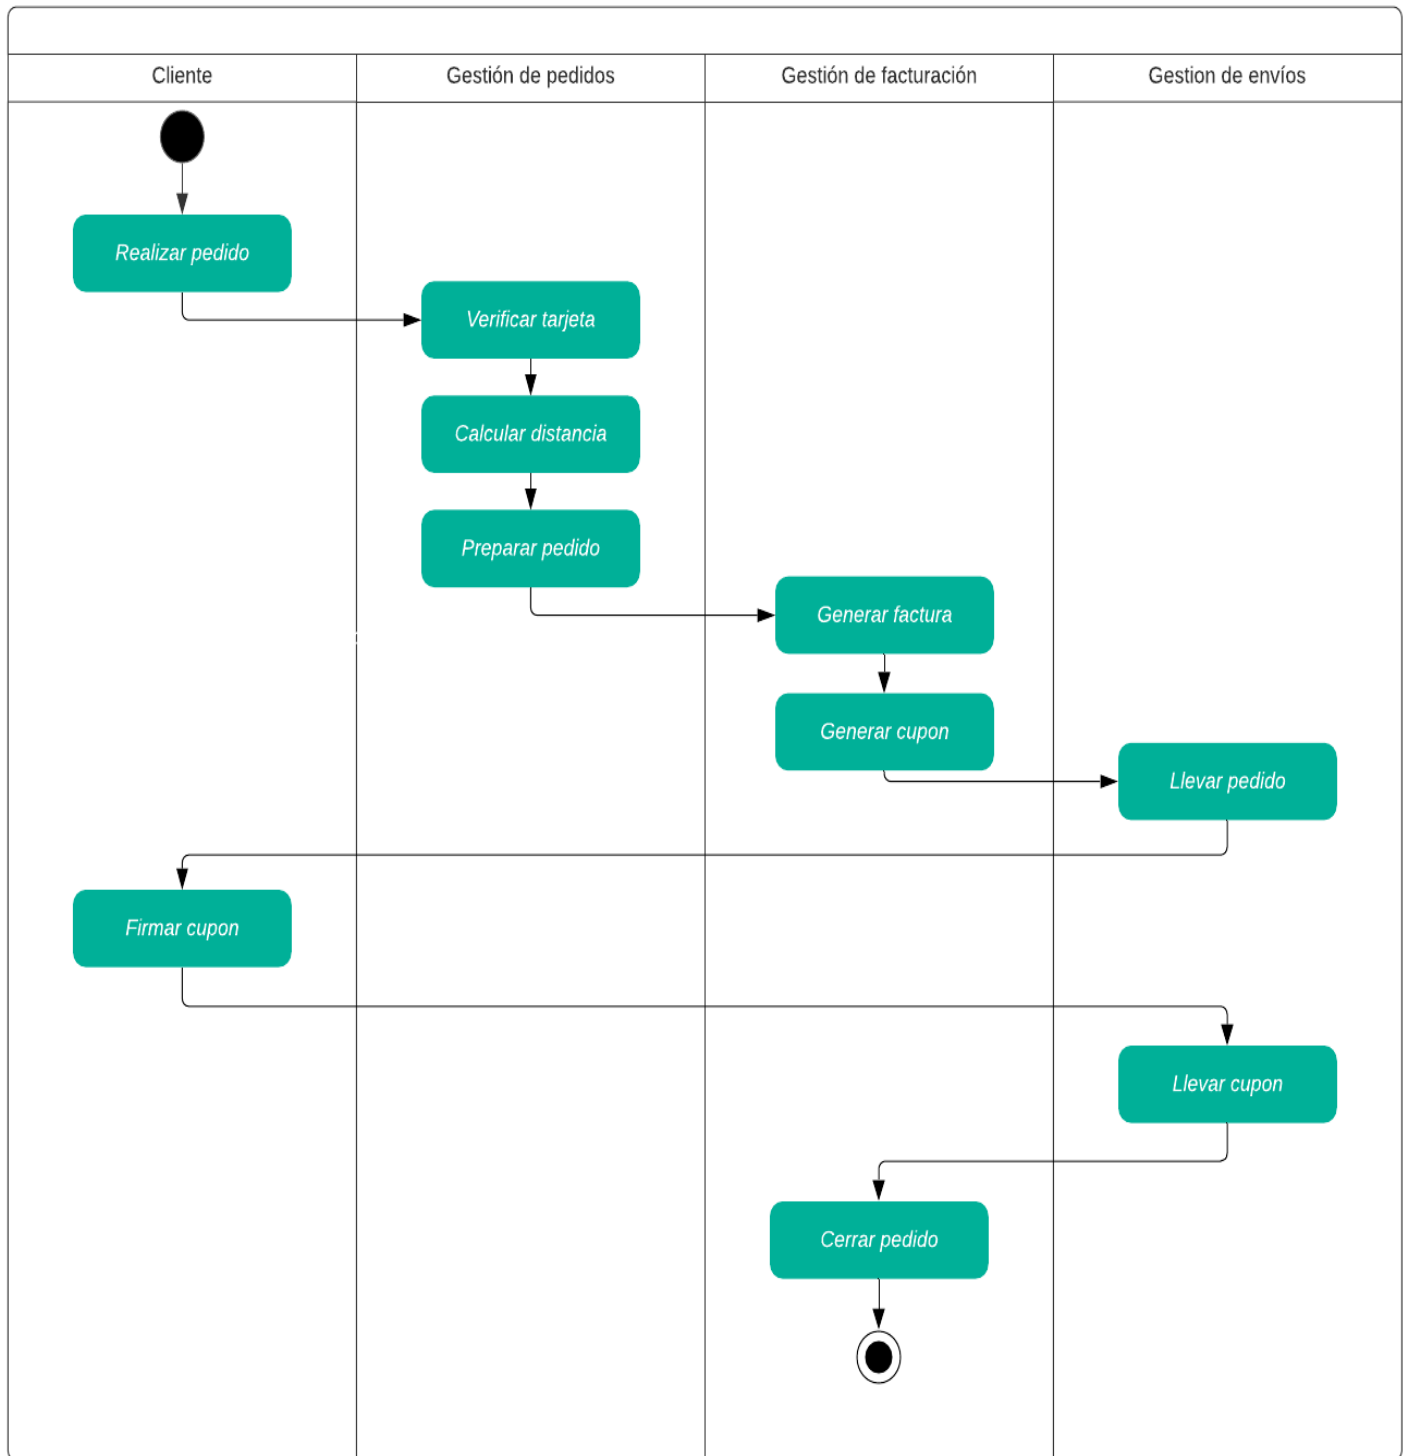 Cliente
Gestión de pedidos
Gestión de facturación
Gestion de envíos
Realizar pedido
Verificar tarjeta
Calcular distancia
Preparar pedido
Generar factura
Generar cupon
Llevar pedido
Firmar cupon
Llevar cupon
Cerrar pedido